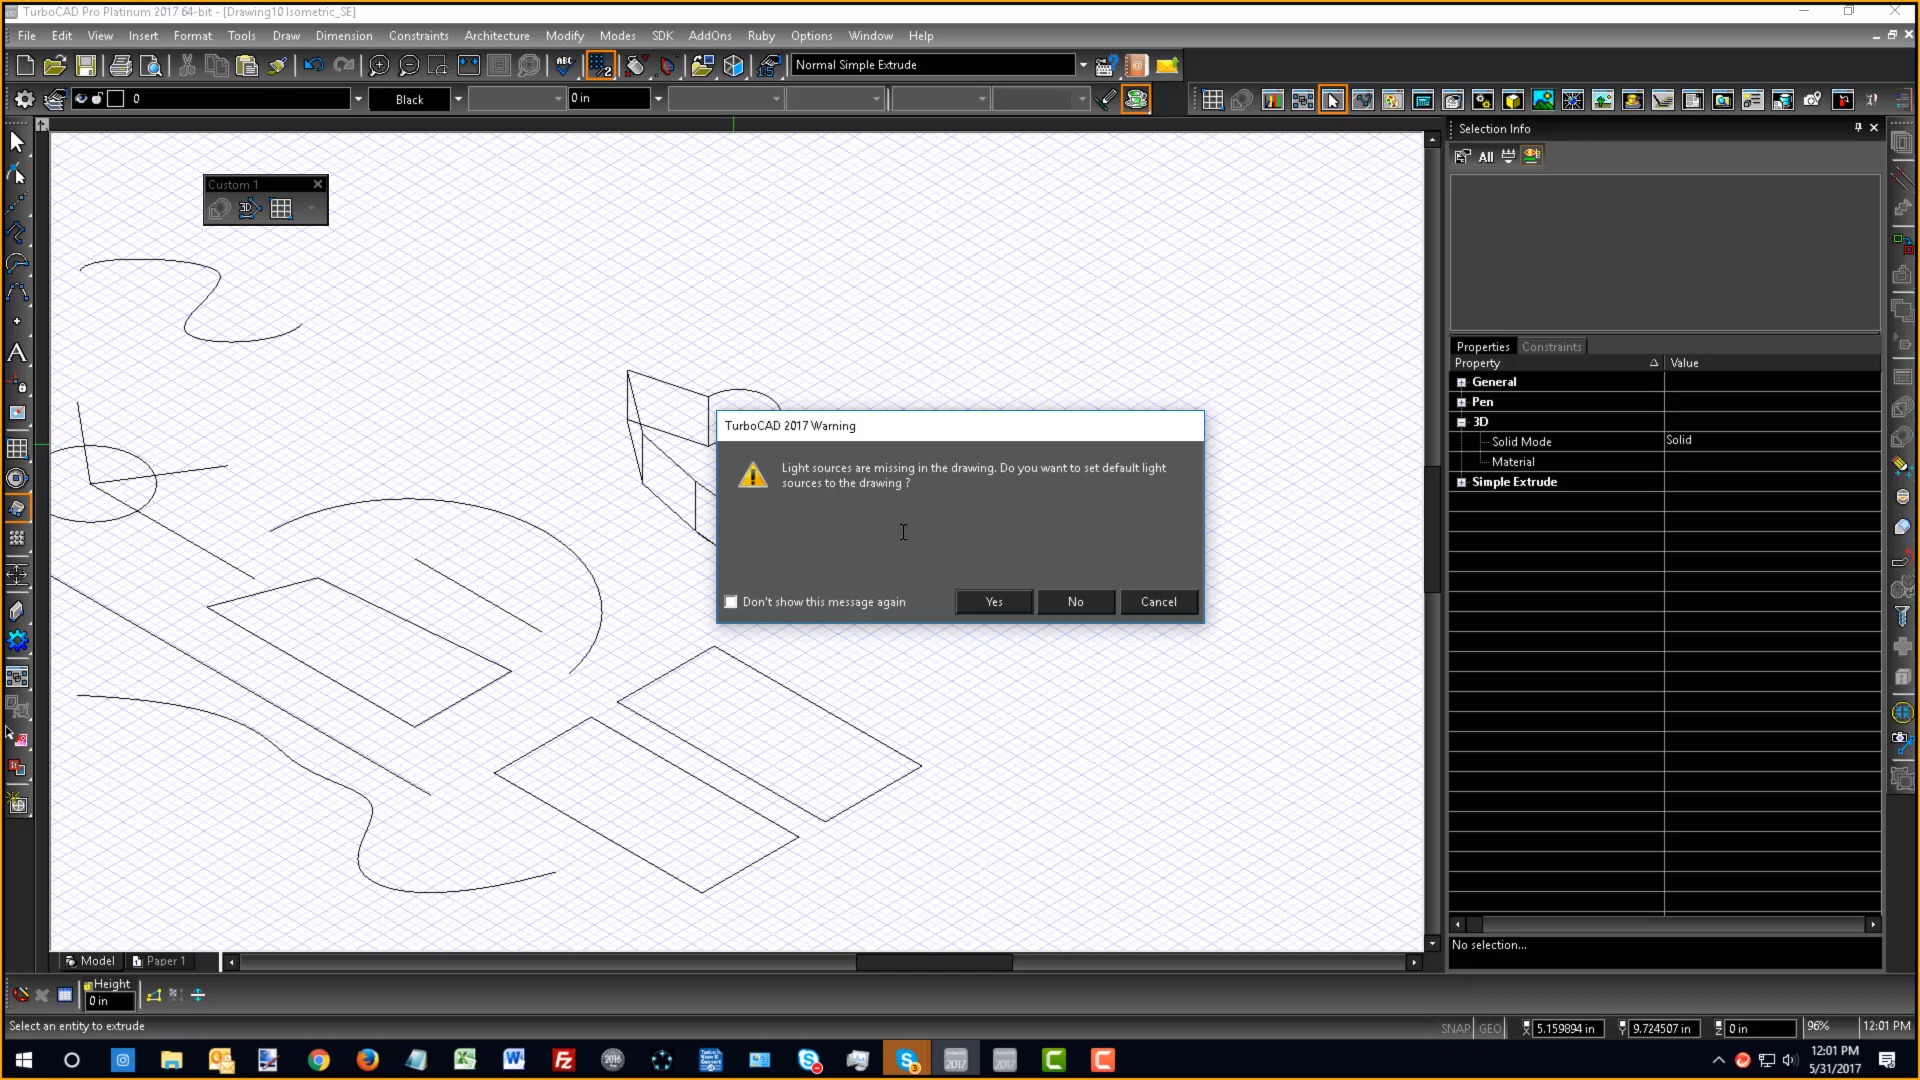 TurboCAD Pro Platinum 2017 64-bit - [Drawing10 Isometric_SE]
File Edit View Insert Format Tools Draw Dimension Constraints Architecture Modify Modes SDK AddOns Ruby Options Window Help
Normal Simple Extrude
0 Black 0 in
Selection Info
All
Custom 1
3D
Properties Constraints
Property Value
General
Pen
3D
Solid Mode Solid
Material
Simple Extrude
TurboCAD 2017 Warning
Light sources are missing in the drawing. Do you want to set default light
sources to the drawing ?
Don't show this message again Yes No Cancel
No selection...
Model Paper 1
Height
0 in
Select an entity to extrude
SNAP GEO X 5.159894 in Y 9.724507 in Z 0 in 96% 12:01 PM
12:01 PM
5/31/2017